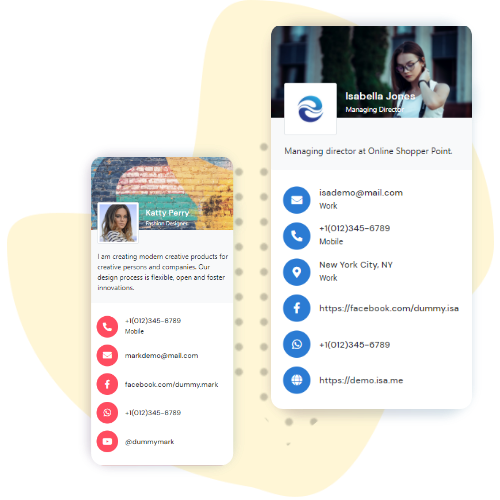 Isabella Jones
Managing Director
Managing director at Online Shopper Point.
isademo@mail.com
Work
+1(012)345-6789
Mobile
New York City, NY
Work
https://facebook.com/dummy.isa
+1(012)345-6789
https://demo.isa.me
Katty Perry
Fashion Designer
I am creating modern creative products for
creative persons and companies. Our
design process is flexible, open and foster
innovations.
+1(012)345-6789
Mobile
markdemo@mail.com
facebook.com/dummy.mark
+1(012)345-6789
@dummymark